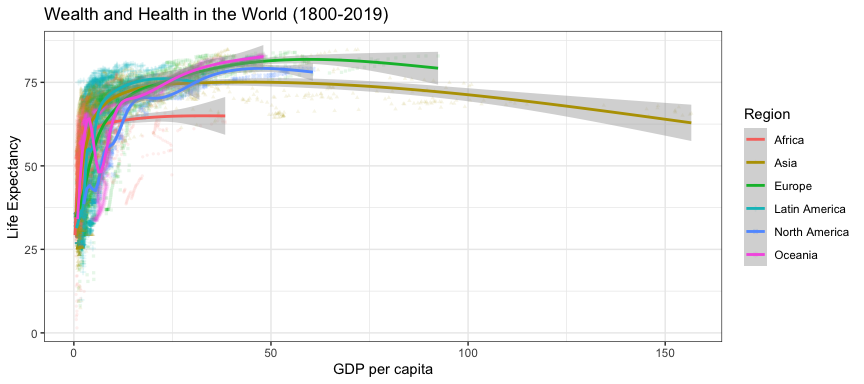 Wealth and Health in the World (1800-2019)
Life Expectancy
75
50
25
0
0
50
100
150
GDP per capita
Region
Africa
Asia
Europe
Latin America
North America
Oceania